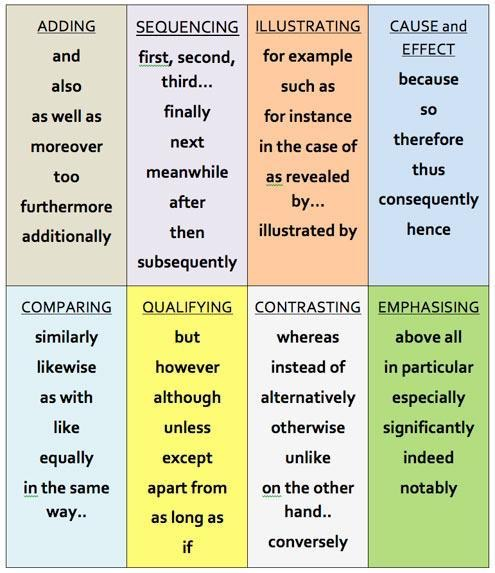 ADDING
and
also
as well as
moreover
too
furthermore
additionally
SEQUENCING
first, second,
third...
finally
next
meanwhile
after
then
subsequently
ILLUSTRATING
for example
such as
for instance
in the case of
as revealed
by...
illustrated by
CAUSE and
EFFECT
because
so
therefore
thus
consequently
hence
COMPARING
similarly
likewise
as with
like
equally
in the same
way..
QUALIFYING
but
however
although
unless
except
apart from
as long as
if
CONTRASTING
whereas
instead of
alternatively
otherwise
unlike
on the other
hand..
conversely
EMPHASISING
above all
in particular
especially
significantly
indeed
notably